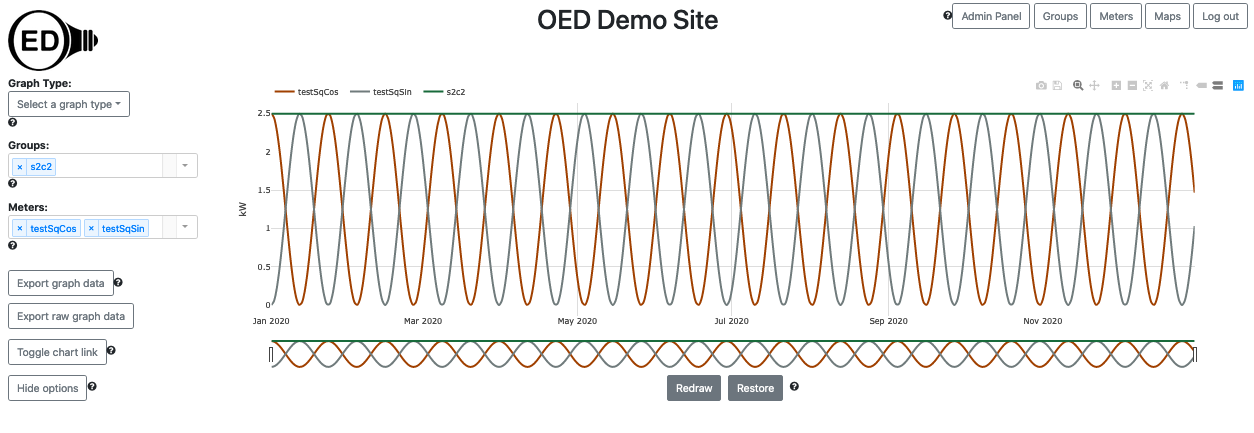 ED
OED Demo Site
Admin Panel
Groups
Meters
Maps
Log out
Graph Type:
Select a graph type
Groups:
× s2c2
Meters:
× testSqCos × testSqSin
Export graph data
Export raw graph data
Toggle chart link
Hide options
testSqCos testSqSin s2c2
kW
2.5
2
1.5
1
0.5
0
Jan 2020 Mar 2020 May 2020 Jul 2020 Sep 2020 Nov 2020
Redraw Restore